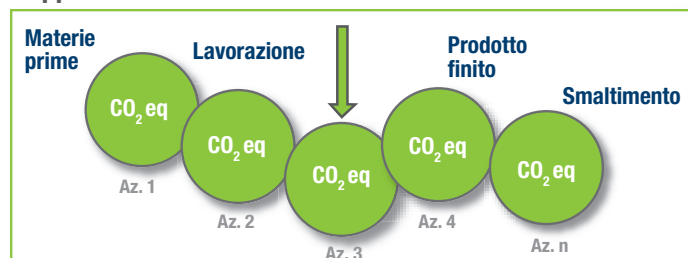 Materie
prime
Lavorazione
Prodotto
finito
Smaltimento
CO₂ eq
CO₂ eq
CO₂ eq
CO₂ eq
CO₂ eq
Az. 1
Az. 2
Az. 3
Az. 4
Az. n